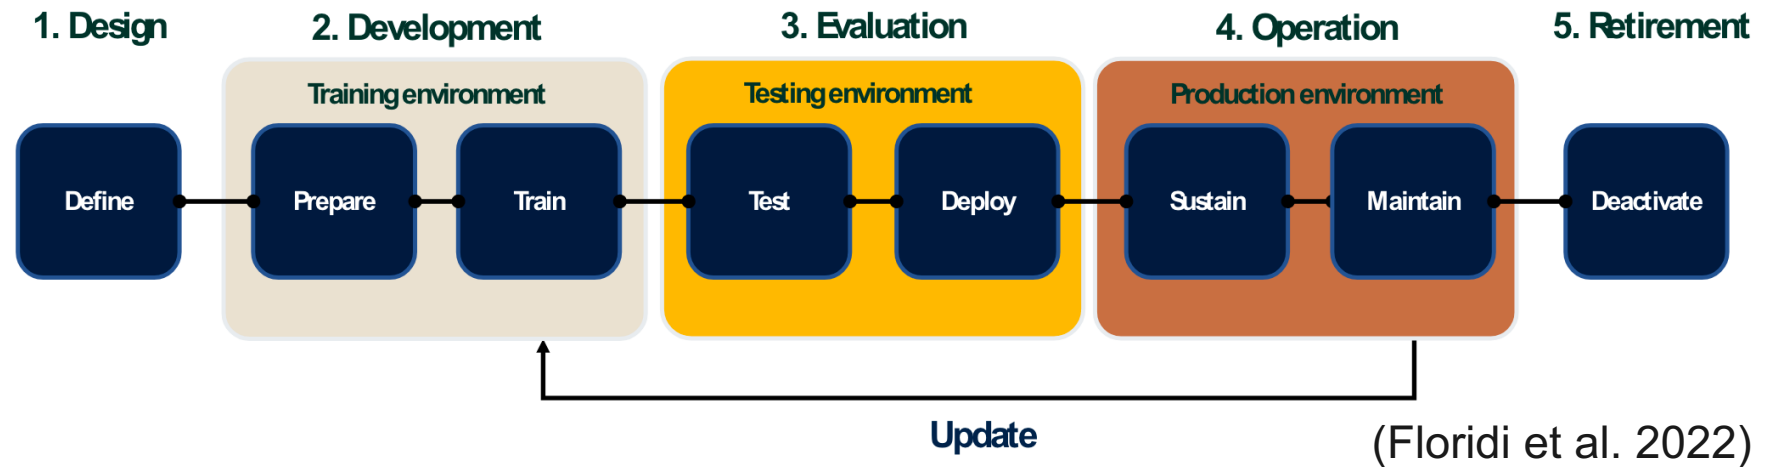 1. Design
2. Development
3. Evaluation
4. Operation
5. Retirement
Training environment
Testing environment
Production environment
Define
Prepare
Train
Test
Deploy
Sustain
Maintain
Deactivate
Update
(Floridi et al. 2022)